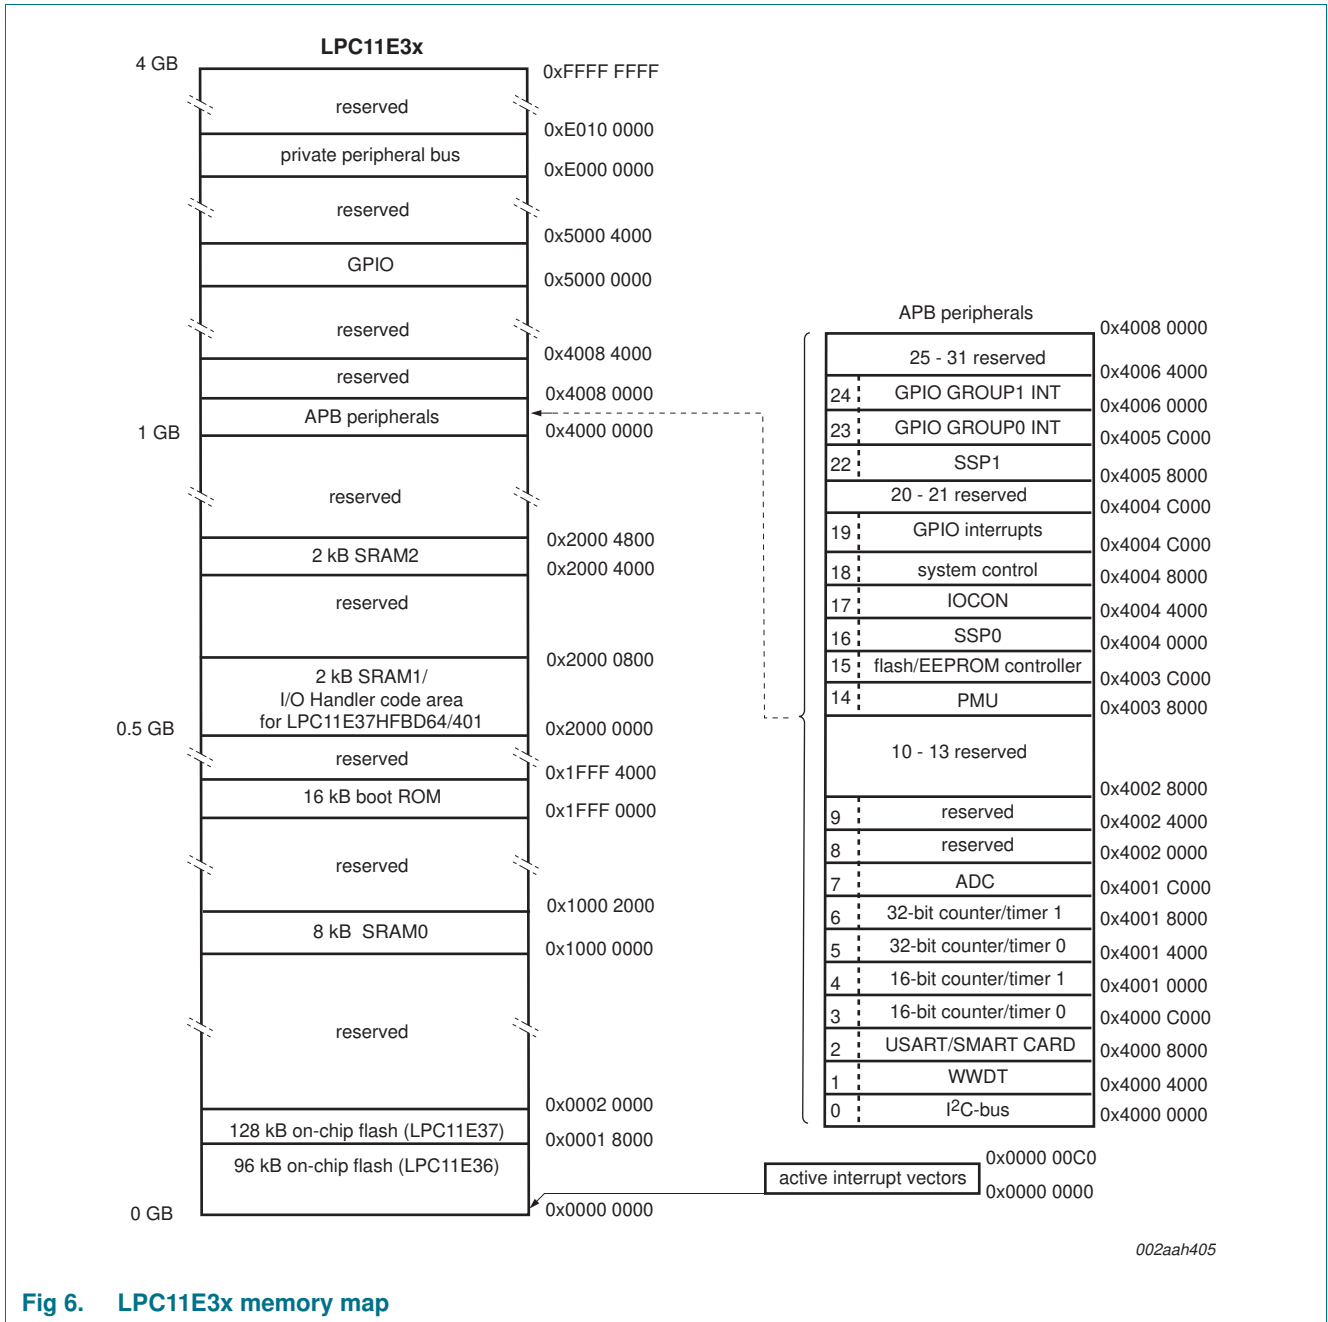 LPC11E3x
4 GB
0xFFFF FFFF
reserved
0xE010 0000
private peripheral bus
0xE000 0000
reserved
0x5000 4000
GPIO
0x5000 0000
reserved
0x4008 4000
reserved
0x4008 0000
APB peripherals
1 GB
0x4000 0000
reserved
0x2000 4800
2 kB SRAM2
0x2000 4000
reserved
0x2000 0800
2 kB SRAM1/
I/O Handler code area
for LPC11E37HFBD64/401
0.5 GB
0x2000 0000
reserved
0x1FFF 4000
16 kB boot ROM
0x1FFF 0000
reserved
0x1000 2000
8 kB SRAM0
0x1000 0000
reserved
0x0002 0000
128 kB on-chip flash (LPC11E37)
0x0001 8000
96 kB on-chip flash (LPC11E36)
0 GB
0x0000 0000
APB peripherals
0x4008 0000
25 - 31 reserved
0x4006 4000
24 GPIO GROUP1 INT
0x4006 0000
23 GPIO GROUP0 INT
0x4005 C000
22 SSP1
0x4005 8000
20 - 21 reserved
0x4004 C000
19 GPIO interrupts
0x4004 C000
18 system control
0x4004 8000
17 IOCON
0x4004 4000
16 SSP0
0x4004 0000
15 flash/EEPROM controller
0x4003 C000
14 PMU
0x4003 8000
10 - 13 reserved
0x4002 8000
9 reserved
0x4002 4000
8 reserved
0x4002 0000
7 ADC
0x4001 C000
6 32-bit counter/timer 1
0x4001 8000
5 32-bit counter/timer 0
0x4001 4000
4 16-bit counter/timer 1
0x4001 0000
3 16-bit counter/timer 0
0x4000 C000
2 USART/SMART CARD
0x4000 8000
1 WWDT
0x4000 4000
0 I2C-bus
0x4000 0000
0x0000 00C0
active interrupt vectors
0x0000 0000
002aah405
Fig 6. LPC11E3x memory map